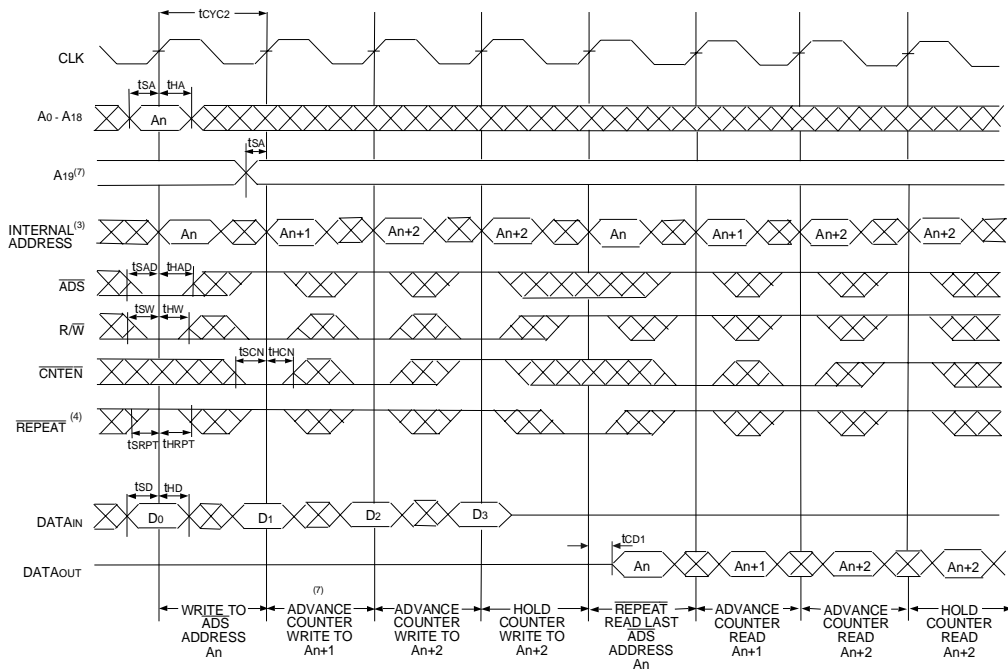 tCYC2
CLK
tSA tHA
A0 - A18
An
tSA
A19(7)
INTERNAL(3)
ADDRESS
An An+1 An+2 An+2 An An+1 An+2 An+2
tSAD tHAD
ADS
tSW tHW
R/W
tSCN tHCN
CNTEN
REPEAT (4)
tSRPT tHRPT
tSD tHD
DATAIN
D0 D1 D2 D3
tCD1
DATAOUT
An An+1 An+2 An+2
WRITE TO
ADS
ADDRESS
An
(7)
ADVANCE
COUNTER
WRITE TO
An+1
ADVANCE
COUNTER
WRITE TO
An+2
HOLD
COUNTER
WRITE TO
An+2
REPEAT
READ LAST
ADS
ADDRESS
An
ADVANCE
COUNTER
READ
An+1
ADVANCE
COUNTER
READ
An+2
HOLD
COUNTER
READ
An+2